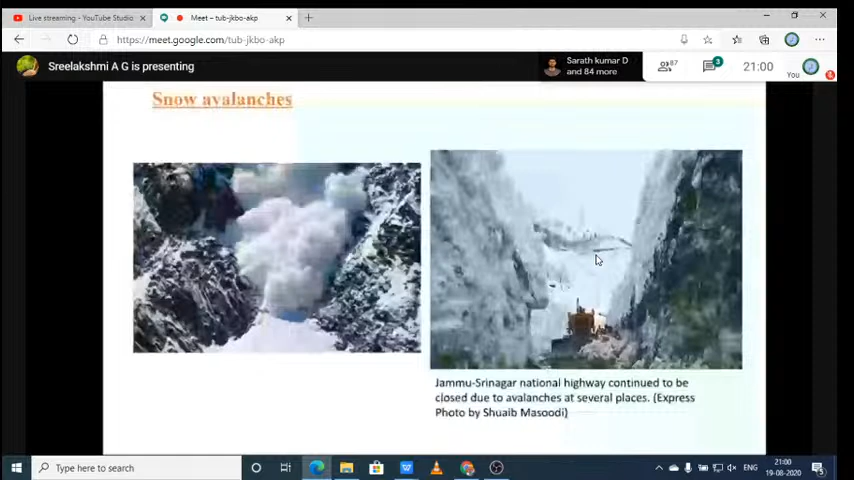 Live streaming - YouTube Studio
Meet – tub-jkbo-akp
https://meet.google.com/tub-jkbo-akp
Sreelakshmi A G is presenting
Sarath kumar D
and 84 more
87
3
21:00
You
Snow avalanches
Jammu-Srinagar national highway continued to be
closed due to avalanches at several places. (Express
Photo by Shuaib Masoodi)
Type here to search
ENG
21:00
19-08-2020